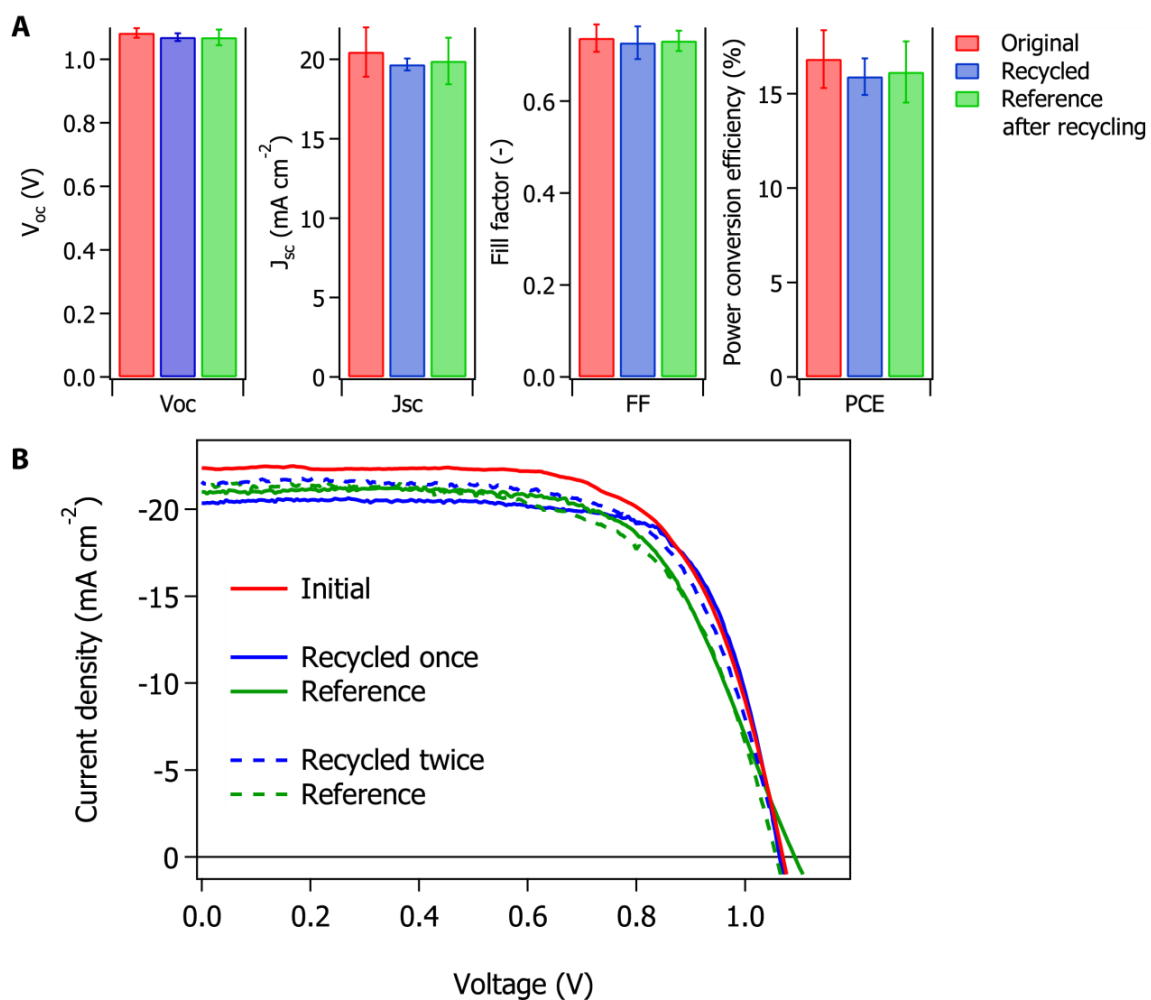 A
Original
Recycled
Reference
after recycling
V_oc (V)
1.0
0.8
0.6
0.4
0.2
0.0
Voc
J_sc (mA cm^-2)
20
15
10
5
0
Jsc
Fill factor (-)
0.6
0.4
0.2
0.0
FF
Power conversion efficiency (%)
15
10
5
0
PCE
B
Current density (mA cm^-2)
-20
-15
-10
-5
0
Initial
Recycled once
Reference
Recycled twice
Reference
0.0 0.2 0.4 0.6 0.8 1.0
Voltage (V)